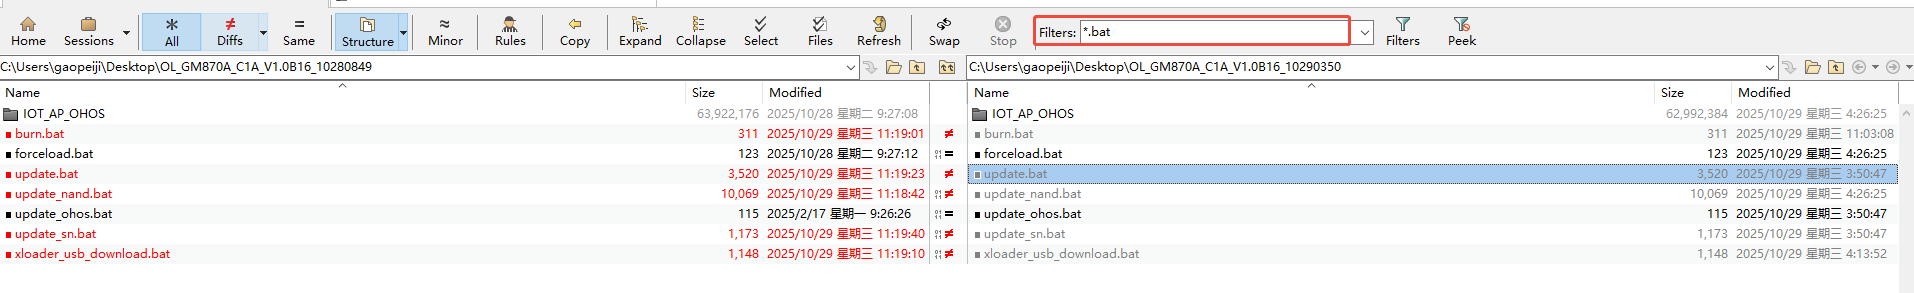 Home Sessions All Diffs Same Structure Minor Rules Copy Expand Collapse Select Files Refresh Swap Stop Filters: *.bat Filters Peek
C:\Users\gaopeiji\Desktop\OL_GM870A_C1A_V1.0B16_10280849 C:\Users\gaopeiji\Desktop\OL_GM870A_C1A_V1.0B16_10290350
Name Size Modified Name Size Modified
IOT_AP_OHOS 63,922,176 2025/10/28 星期二 9:27:08 IOT_AP_OHOS 62,992,384 2025/10/29 星期三 4:26:25
burn.bat 311 2025/10/29 星期三 11:19:01 ≠ burn.bat 311 2025/10/29 星期三 11:03:08
forceload.bat 123 2025/10/28 星期二 9:27:12 = forceload.bat 123 2025/10/29 星期三 4:26:25
update.bat 3,520 2025/10/29 星期三 11:19:23 ≠ update.bat 3,520 2025/10/29 星期三 3:50:47
update_nand.bat 10,069 2025/10/29 星期三 11:18:42 ≠ update_nand.bat 10,069 2025/10/29 星期三 4:26:25
update_ohos.bat 115 2025/2/17 星期一 9:26:26 = update_ohos.bat 115 2025/10/29 星期三 3:50:47
update_sn.bat 1,173 2025/10/29 星期三 11:19:40 ≠ update_sn.bat 1,173 2025/10/29 星期三 3:50:47
xloader_usb_download.bat 1,148 2025/10/29 星期三 11:19:10 ≠ xloader_usb_download.bat 1,148 2025/10/29 星期三 4:13:52